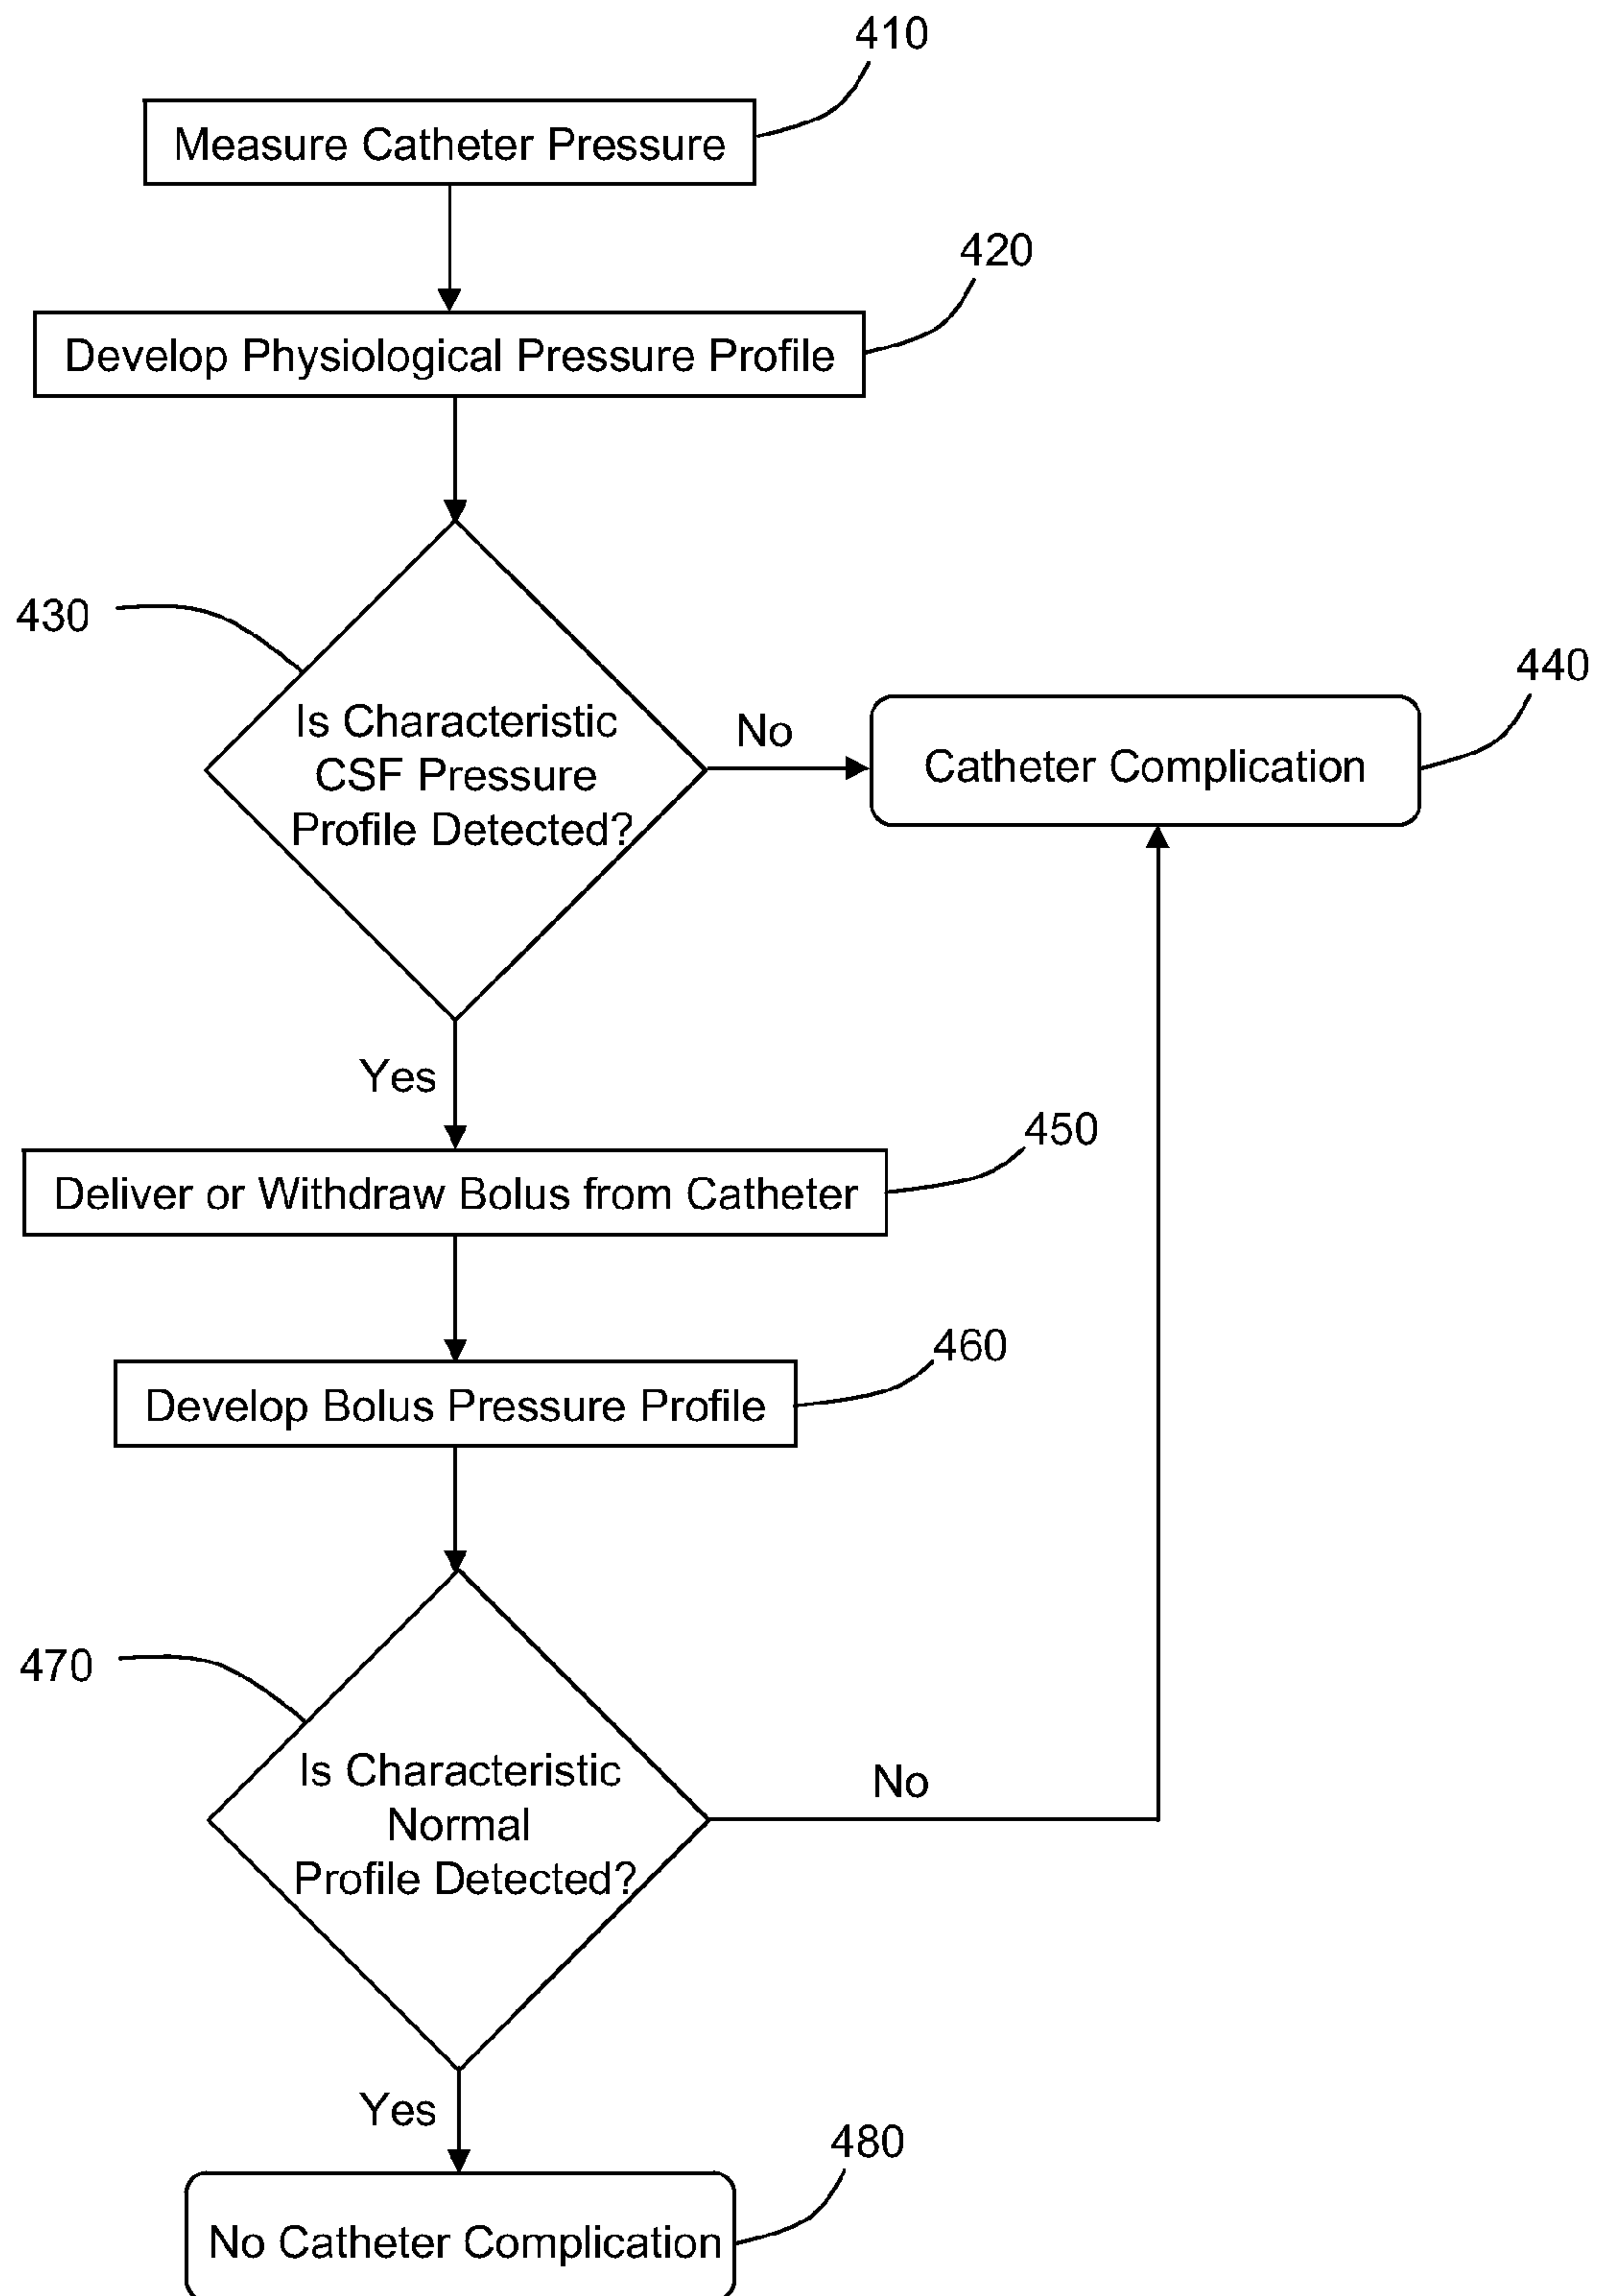 410
Measure Catheter Pressure
420
Develop Physiological Pressure Profile
430
Is Characteristic
CSF Pressure
Profile Detected?
No
440
Catheter Complication
Yes
450
Deliver or Withdraw Bolus from Catheter
460
Develop Bolus Pressure Profile
470
Is Characteristic
Normal
Profile Detected?
No
Yes
480
No Catheter Complication